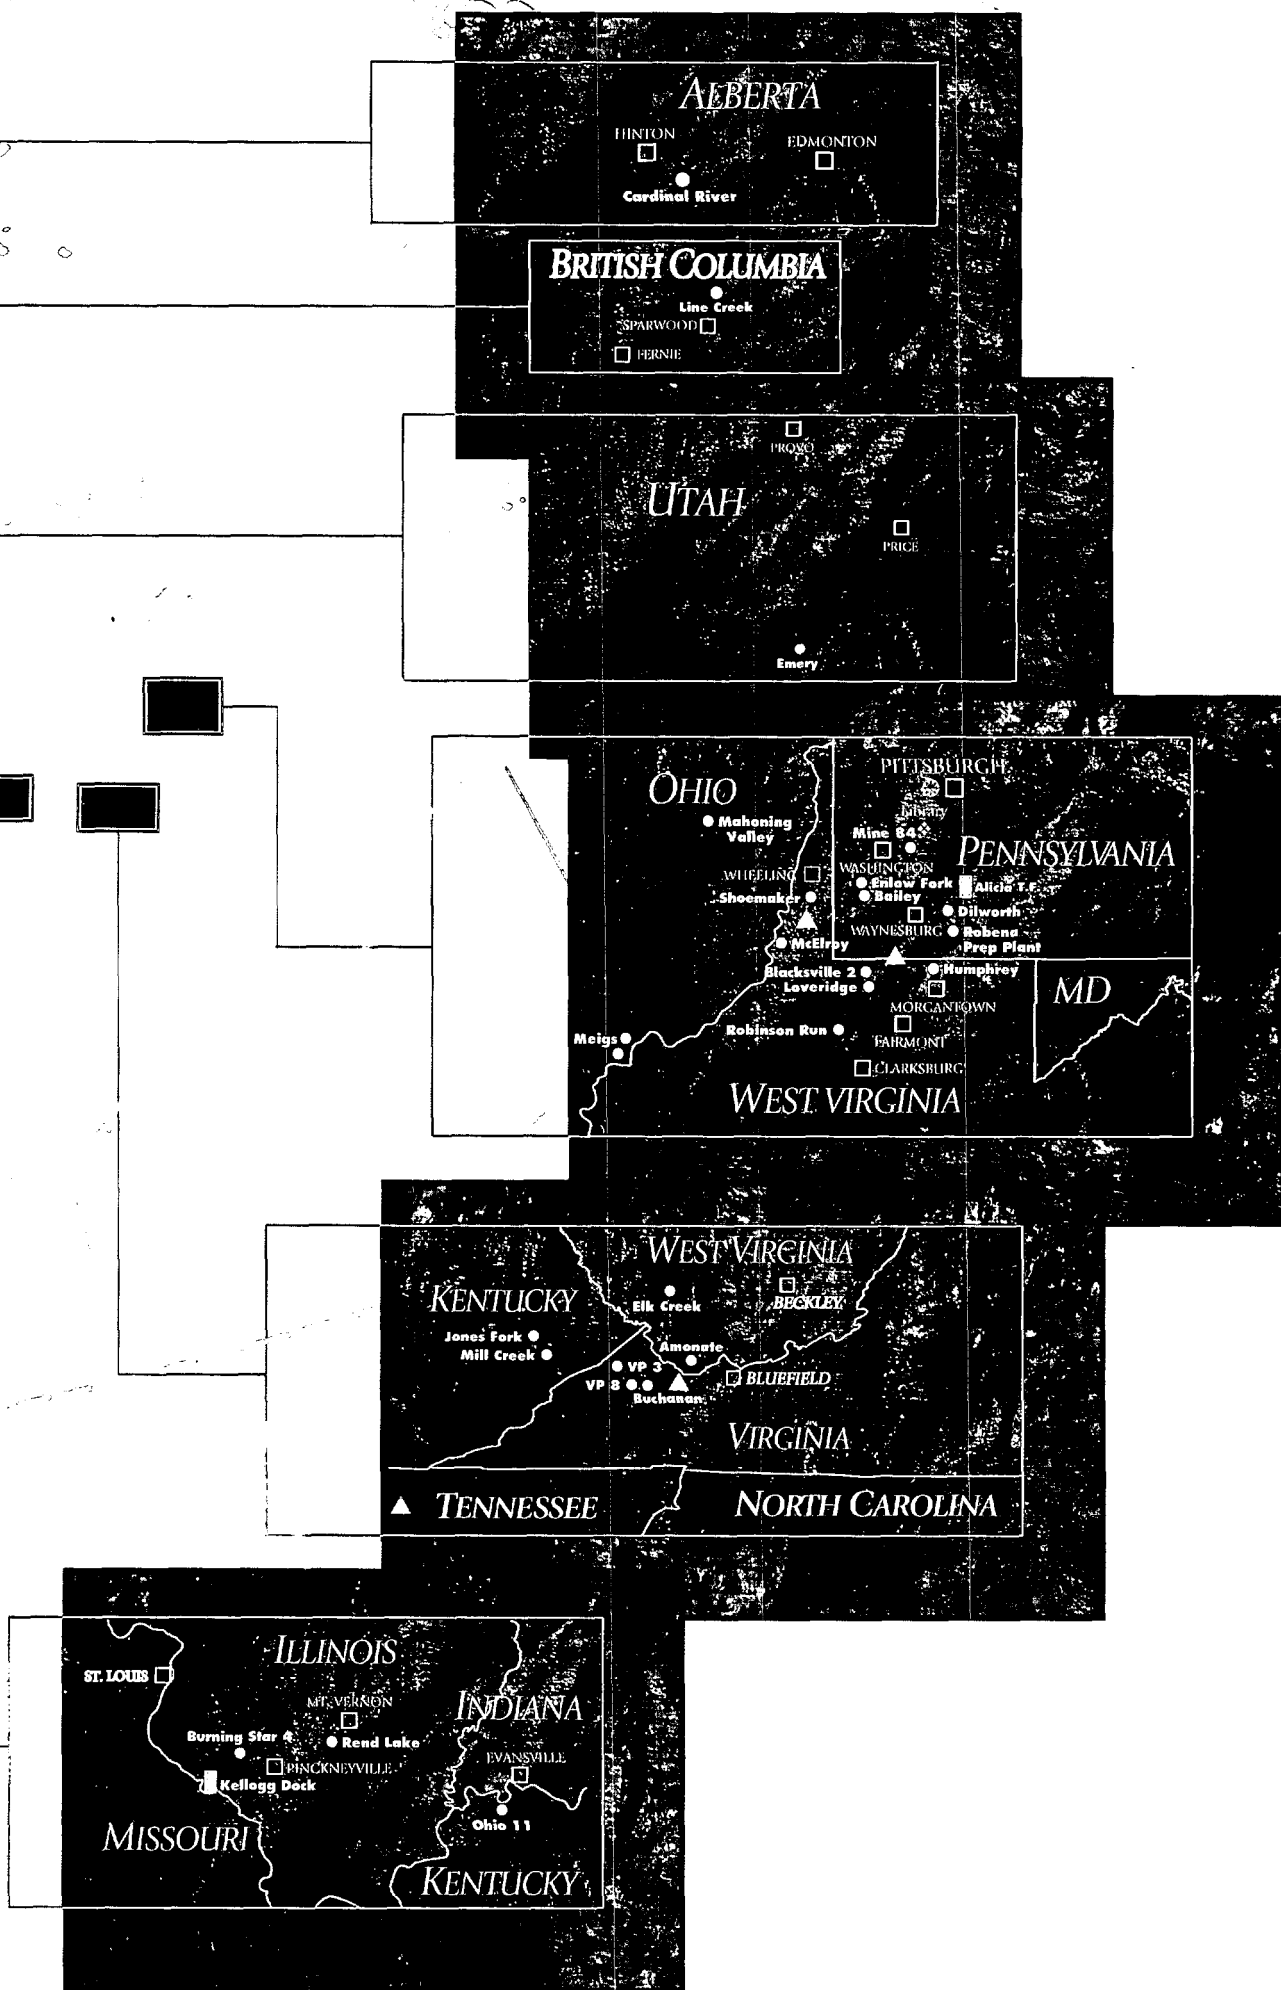 ALBERTA
HINTON
EDMONTON
Cardinal River
BRITISH COLUMBIA
Line Creek
SPARWOOD
FERNIE
PROVO
UTAH
PRICE
Emery
PITTSBURGH
OHIO
Library
Mahoning
Valley
Mine 84
PENNSYLVANIA
WASHINGTON
WHEELING
Enlow Fork
Alicia T.F.
Shoemaker
Bailey
Dilworth
WAYNESBURG
Robena
Prep Plant
McElroy
Blacksville 2
Humphrey
Loveridge
MD
MORGANTOWN
Robinson Run
Meigs
FAIRMONT
CLARKSBURG
WEST VIRGINIA
WEST VIRGINIA
KENTUCKY
Elk Creek
BECKLEY
Jones Fork
Mill Creek
Amonate
VP 3
VP 8
BLUEFIELD
Buchanan
VIRGINIA
TENNESSEE
NORTH CAROLINA
ILLINOIS
ST. LOUIS
MT. VERNON
INDIANA
Burning Star 4
Rend Lake
PINCKNEYVILLE
EVANSVILLE
Kellogg Dock
Ohio 11
MISSOURI
KENTUCKY